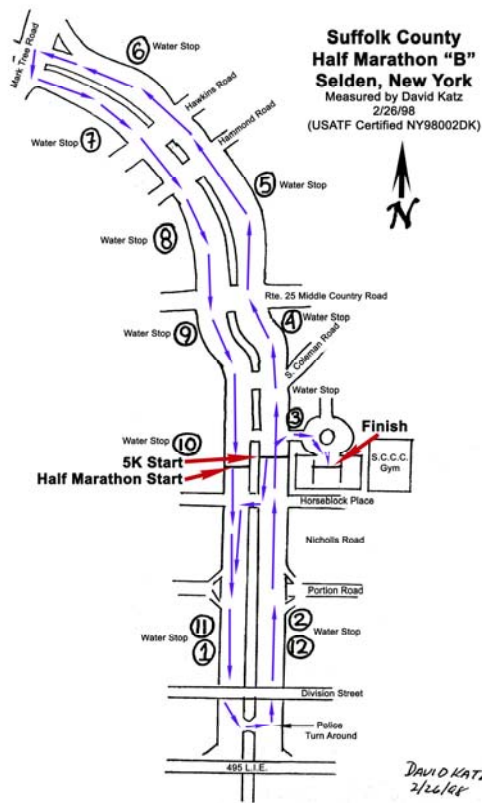 Suffolk County
Half Marathon “B”
Selden, New York
Measured by David Katz
2/26/98
(USATF Certified NY98002DK)
N
Mark Tree Road
6 Water Stop
Hawkins Road
Hammond Road
Water Stop 7
5 Water Stop
Water Stop 8
Rte. 25 Middle Country Road
4 Water Stop
9
Water Stop
S. Coleman Road
Water Stop
3
Finish
Water Stop 10
5K Start
Half Marathon Start
S.C.C.C.
Gym
Horseblock Place
Nicholls Road
Portion Road
11
Water Stop
1
2
Water Stop
12
Division Street
Police
Turn Around
495 L.I.E.
DAVID KATZ
2/26/98